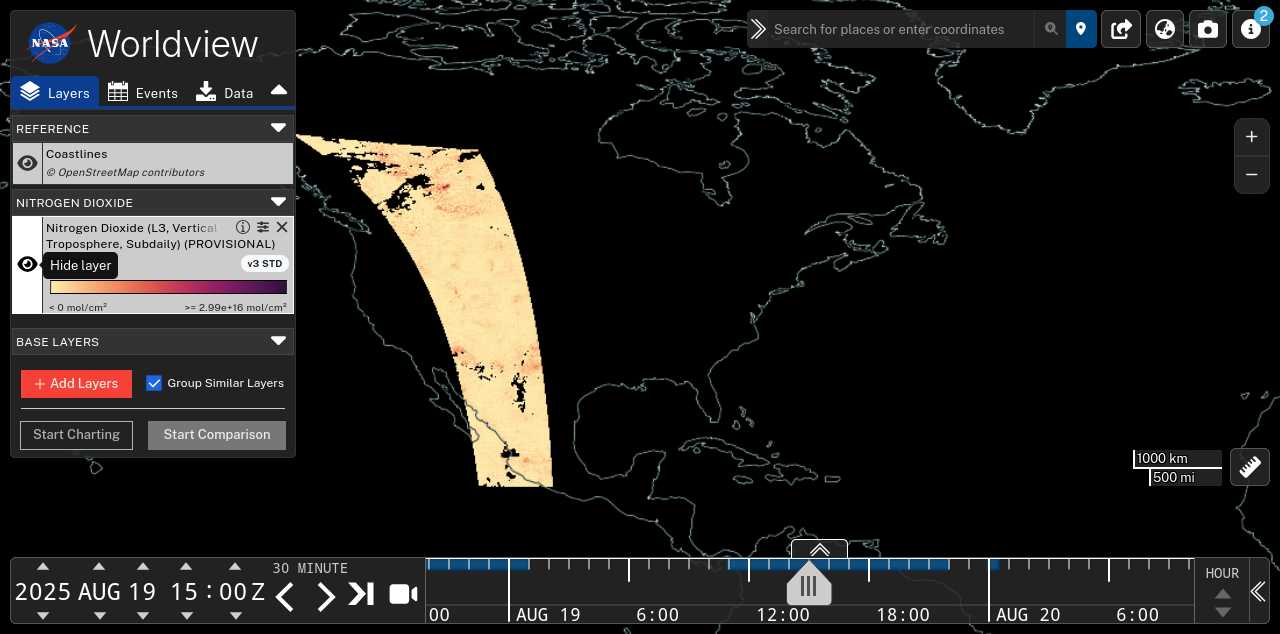 NASA
Worldview
Layers
Events
Data
REFERENCE
Coastlines
© OpenStreetMap contributors
NITROGEN DIOXIDE
Nitrogen Dioxide (L3, Vertical
Troposphere, Subdaily) (PROVISIONAL)
Hide layer
v3 STD
< 0 mol/cm²
>= 2.99e+16 mol/cm²
BASE LAYERS
+ Add Layers
Group Similar Layers
Start Charting
Start Comparison
Search for places or enter coordinates
2
1000 km
500 mi
2025 AUG 19 15:00Z
30 MINUTE
00
AUG 19
6:00
12:00
18:00
AUG 20
6:00
HOUR